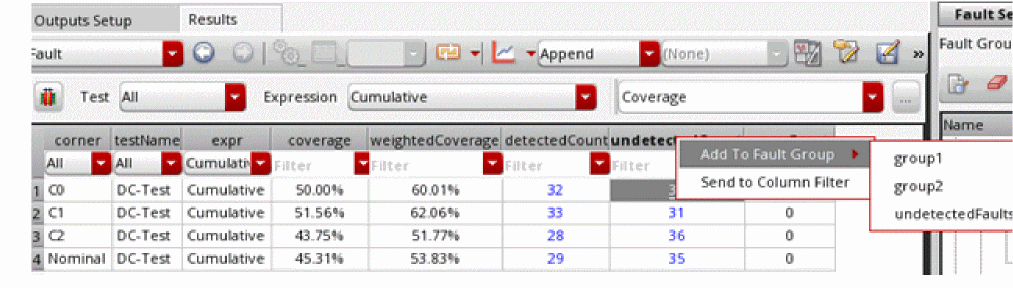 Outputs Setup Results Fault Se
Fault Append (None) » Fault Grou
Test All Expression Cumulative Coverage ...
Name
corner testName expr coverage weightedCoverage detectedCount undetec
All All Cumulativ Filter Filter Filter Filter
Add To Fault Group group1
Send to Column Filter group2
undetectedFaults
1 C0 DC-Test Cumulative 50.00% 60.01% 32 3
2 C1 DC-Test Cumulative 51.56% 62.06% 33 31 0
3 C2 DC-Test Cumulative 43.75% 51.77% 28 36 0
4 Nominal DC-Test Cumulative 45.31% 53.83% 29 35 0